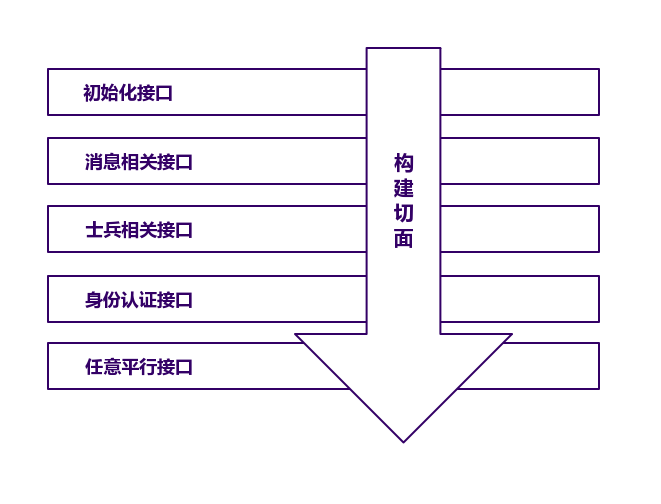 初始化接口
消息相关接口
士兵相关接口
身份认证接口
任意平行接口
构
建
切
面